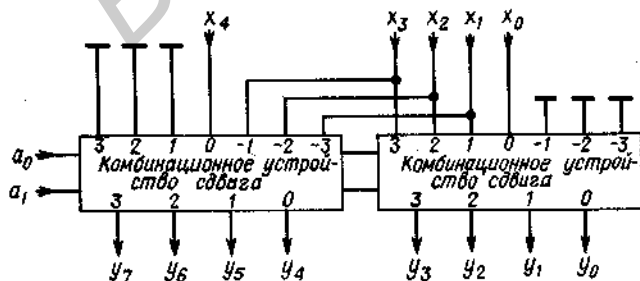 x₄ x₃ x₂ x₁ x₀
3 2 1 0 -1 -2 -3 3 2 1 0 -1 -2 -3
a₀ Комбинационное устрой- Комбинационное устрой-
ство сдвига ство сдвига
a₁ 3 2 1 0 3 2 1 0
y₇ y₆ y₅ y₄ y₃ y₂ y₁ y₀